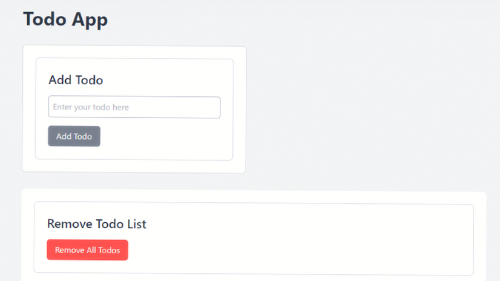 Todo App
Add Todo
Enter your todo here
Add Todo
Remove Todo List
Remove All Todos